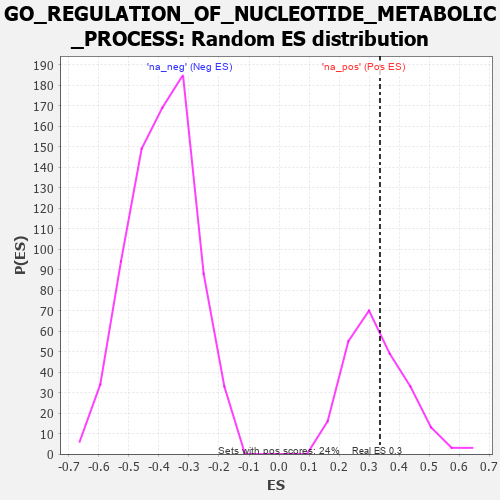 GO_REGULATION_OF_NUCLEOTIDE_METABOLIC
_PROCESS: Random ES distribution
'na_neg' (Neg ES) 'na_pos' (Pos ES)
190
180
170
160
150
140
130
120
110
100
90
80
70
60
50
40
30
20
10
0
P(ES)
Sets with pos scores: 24% Real ES 0.3
-0.7 -0.6 -0.5 -0.4 -0.3 -0.2 -0.1 0.0 0.1 0.2 0.3 0.4 0.5 0.6 0.7
ES